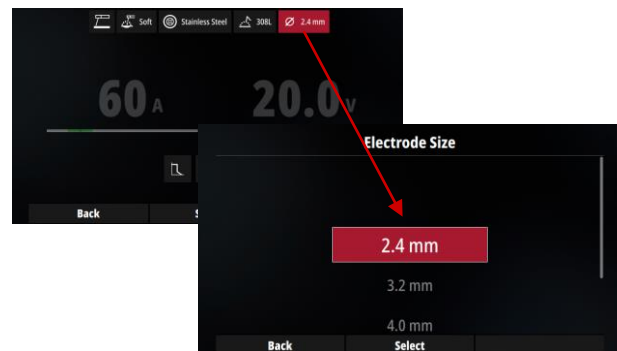 Soft Stainless Steel 308L 2.4 mm
60 A 20.0 V
Back
Electrode Size
2.4 mm
3.2 mm
4.0 mm
Back Select